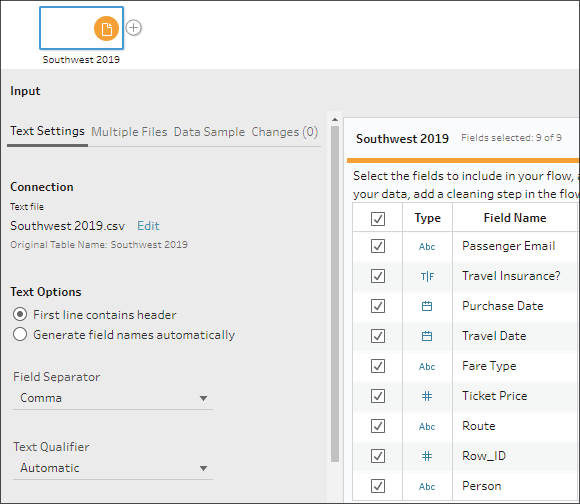 Southwest 2019
Input
Text Settings Multiple Files Data Sample Changes (0)
Connection
Text file
Southwest 2019.csv Edit
Original Table Name: Southwest 2019
Text Options
First line contains header
Generate field names automatically
Field Separator
Comma
Text Qualifier
Automatic
Southwest 2019 Fields selected: 9 of 9
Select the fields to include in your flow, a
your data, add a cleaning step in the flow
Type Field Name
Abc Passenger Email
T|F Travel Insurance?
Purchase Date
Travel Date
Abc Fare Type
# Ticket Price
Abc Route
# Row_ID
Abc Person